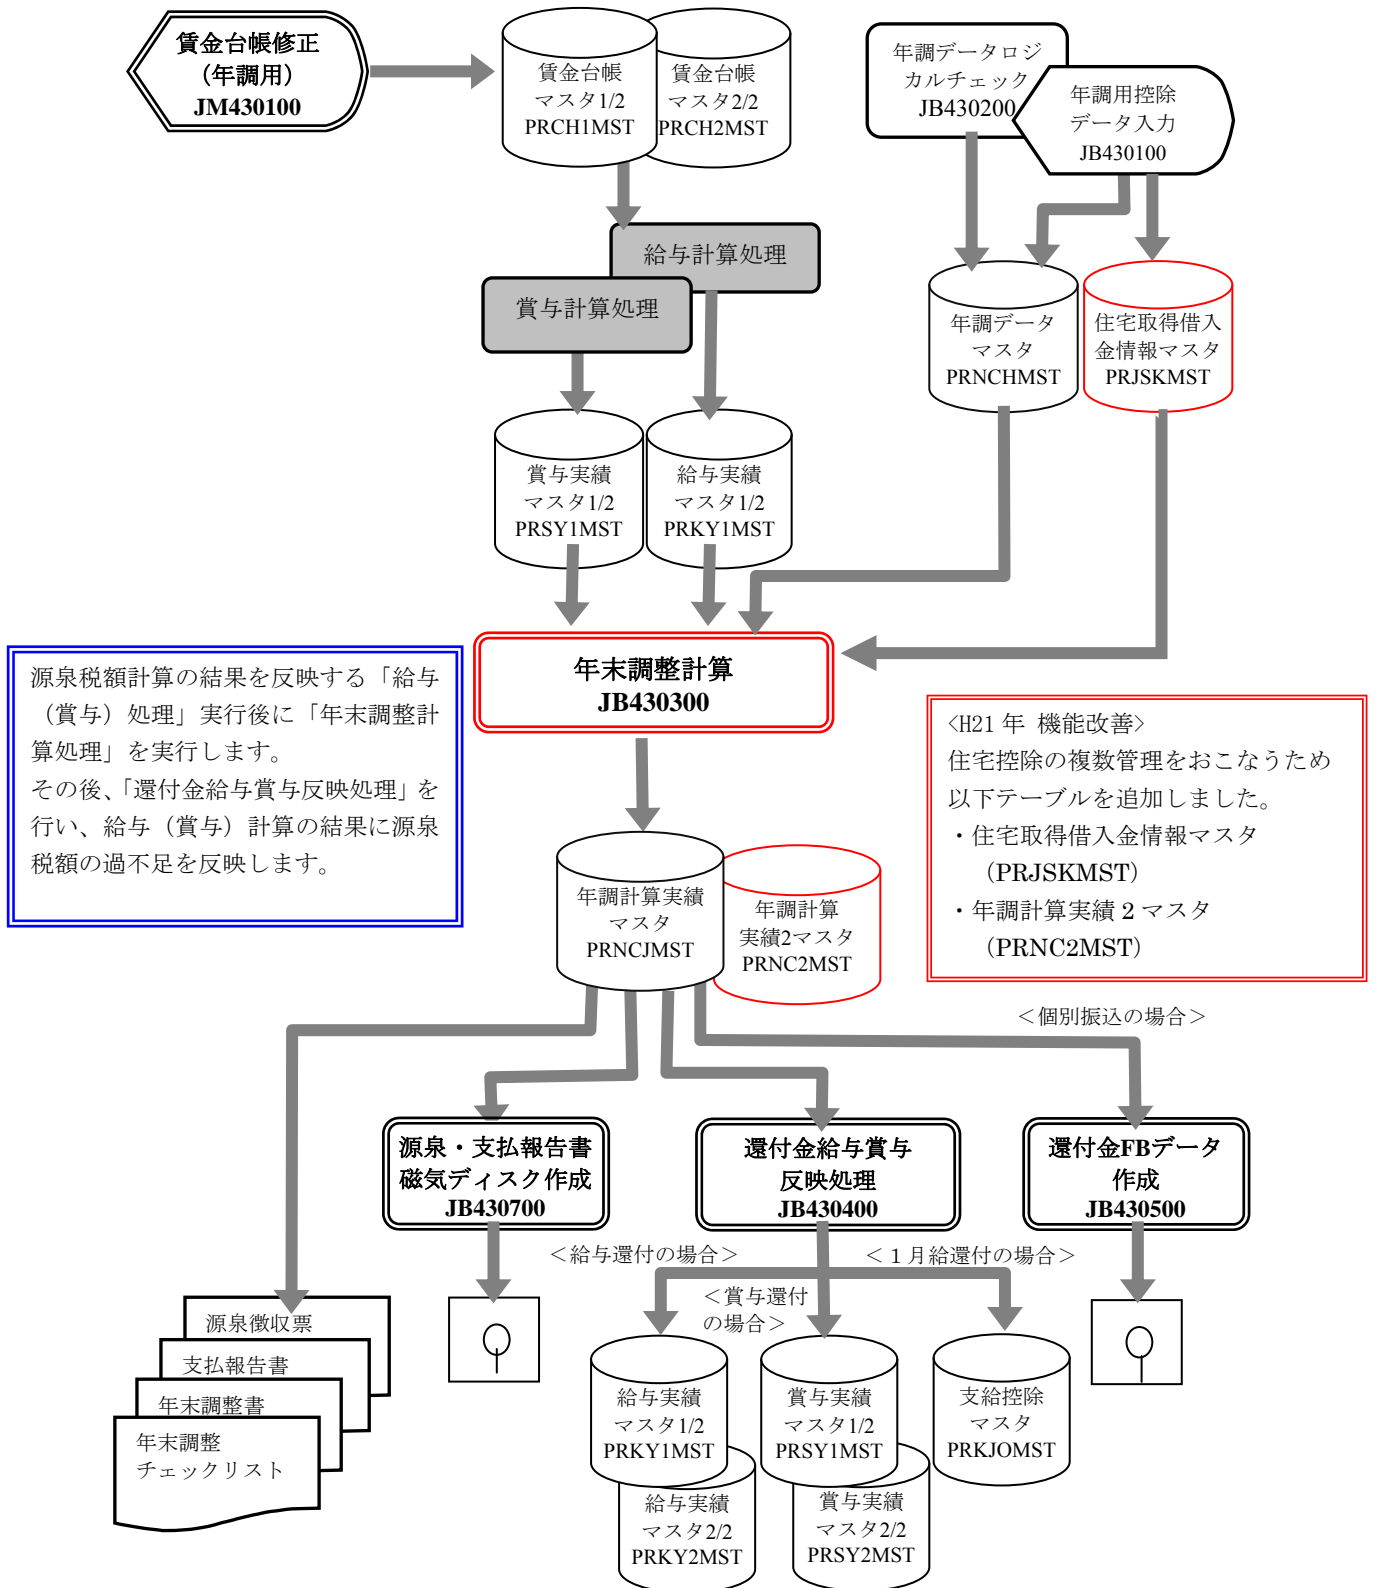 賃金台帳修正
（年調用）
JM430100
賃金台帳
マスタ1/2
PRCH1MST
賃金台帳
マスタ2/2
PRCH2MST
年調データロジ
カルチェック
JB430200
年調用控除
データ入力
JB430100
給与計算処理
賞与計算処理
年調データ
マスタ
PRNCHMST
住宅取得借入
金情報マスタ
PRJSKMST
賞与実績
マスタ1/2
PRSY1MST
給与実績
マスタ1/2
PRKY1MST
年末調整計算
JB430300
源泉税額計算の結果を反映する「給与
（賞与）処理」実行後に「年末調整計
算処理」を実行します。
その後、「還付金給与賞与反映処理」を
行い、給与（賞与）計算の結果に源泉
税額の過不足を反映します。
<H21年 機能改善>
住宅控除の複数管理をおこなうため
以下テーブルを追加しました。
・住宅取得借入金情報マスタ
（PRJSKMST）
・年調計算実績２マスタ
（PRNC2MST）
年調計算実績
マスタ
PRNCJMST
年調計算
実績2マスタ
PRNC2MST
＜個別振込の場合＞
源泉・支払報告書
磁気ディスク作成
JB430700
還付金給与賞与
反映処理
JB430400
還付金FBデータ
作成
JB430500
＜給与還付の場合＞
＜１月給還付の場合＞
＜賞与還付
の場合＞
源泉徴収票
支払報告書
年末調整書
年末調整
チェックリスト
給与実績
マスタ1/2
PRKY1MST
賞与実績
マスタ1/2
PRSY1MST
支給控除
マスタ
PRKJOMST
給与実績
マスタ2/2
PRKY2MST
賞与実績
マスタ2/2
PRSY2MST